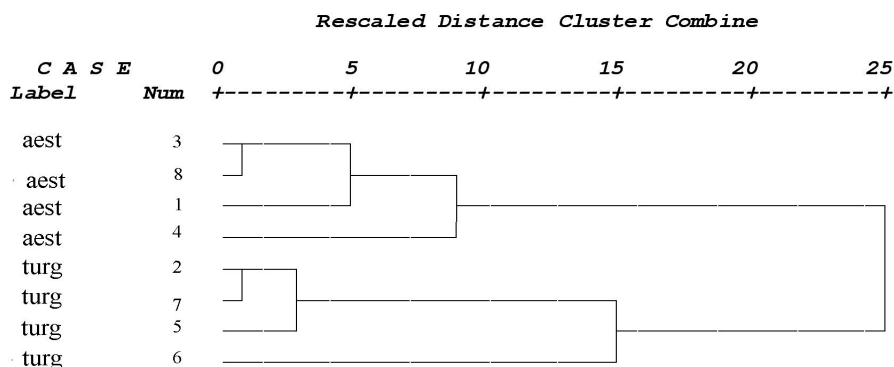 Rescaled Distance Cluster Combine
C A S E 0 5 10 15 20 25
Label Num +---------+---------+---------+---------+---------+
aest 3
aest 8
aest 1
aest 4
turg 2
turg 7
turg 5
turg 6